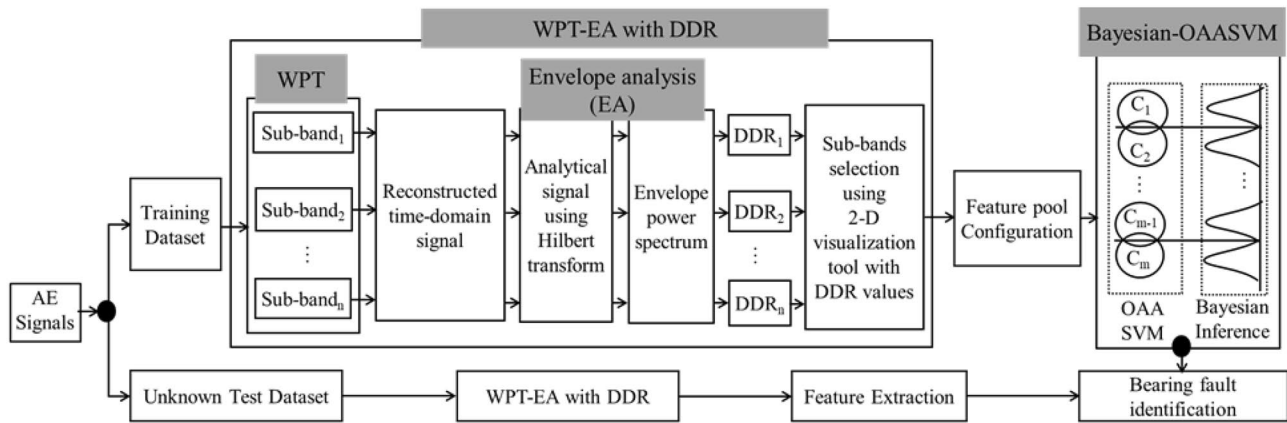 WPT-EA with DDR
Bayesian-OAASVM
WPT
Envelope analysis
(EA)
Sub-band1
Sub-band2
⋮
Sub-bandn
Reconstructed
time-domain
signal
Analytical
signal
using
Hilbert
transform
Envelope
power
spectrum
DDR1
DDR2
⋮
DDRn
Sub-bands
selection
using
2-D
visualization
tool with
DDR values
Feature pool
Configuration
C1
C2
⋮
Cm-1
Cm
OAA
SVM
⋮
Bayesian
Inference
Training
Dataset
AE
Signals
Unknown Test Dataset
WPT-EA with DDR
Feature Extraction
Bearing fault
identification